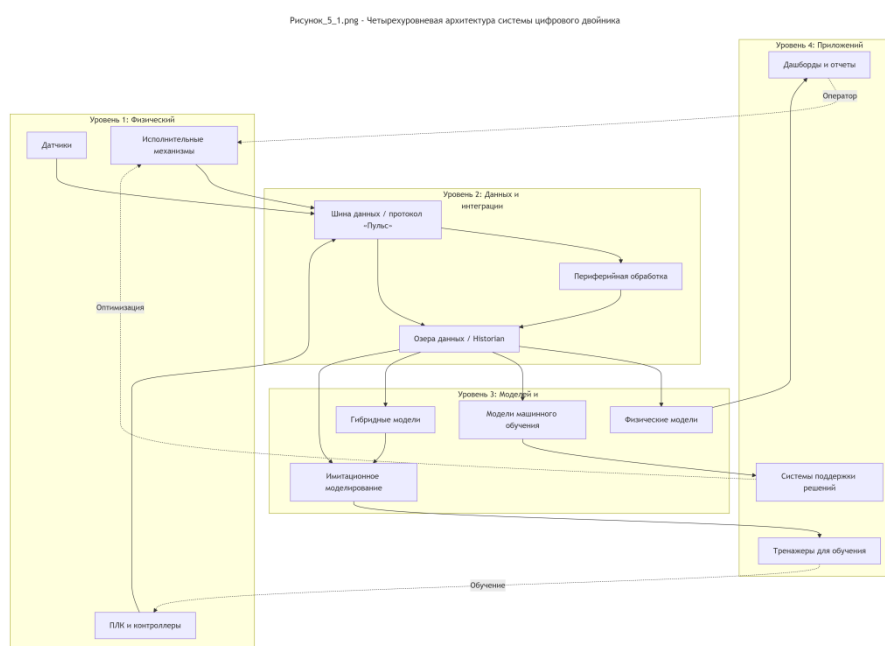 Рисунок_5_1.png - Четырехуровневая архитектура системы цифрового двойника
Уровень 4: Приложений
Дашборды и отчеты
Оператор
Уровень 1: Физический
Датчики
Исполнительные
механизмы
Уровень 2: Данных и
интеграции
Шина данных / протокол
«Пульс»
Периферийная обработка
Оптимизация
Озера данных / Historian
Уровень 3: Моделей и
Гибридные модели
Модели машинного
обучения
Физические модели
Имитационное
моделирование
Системы поддержки
решений
Тренажеры для обучения
Обучение
ПЛК и контроллеры